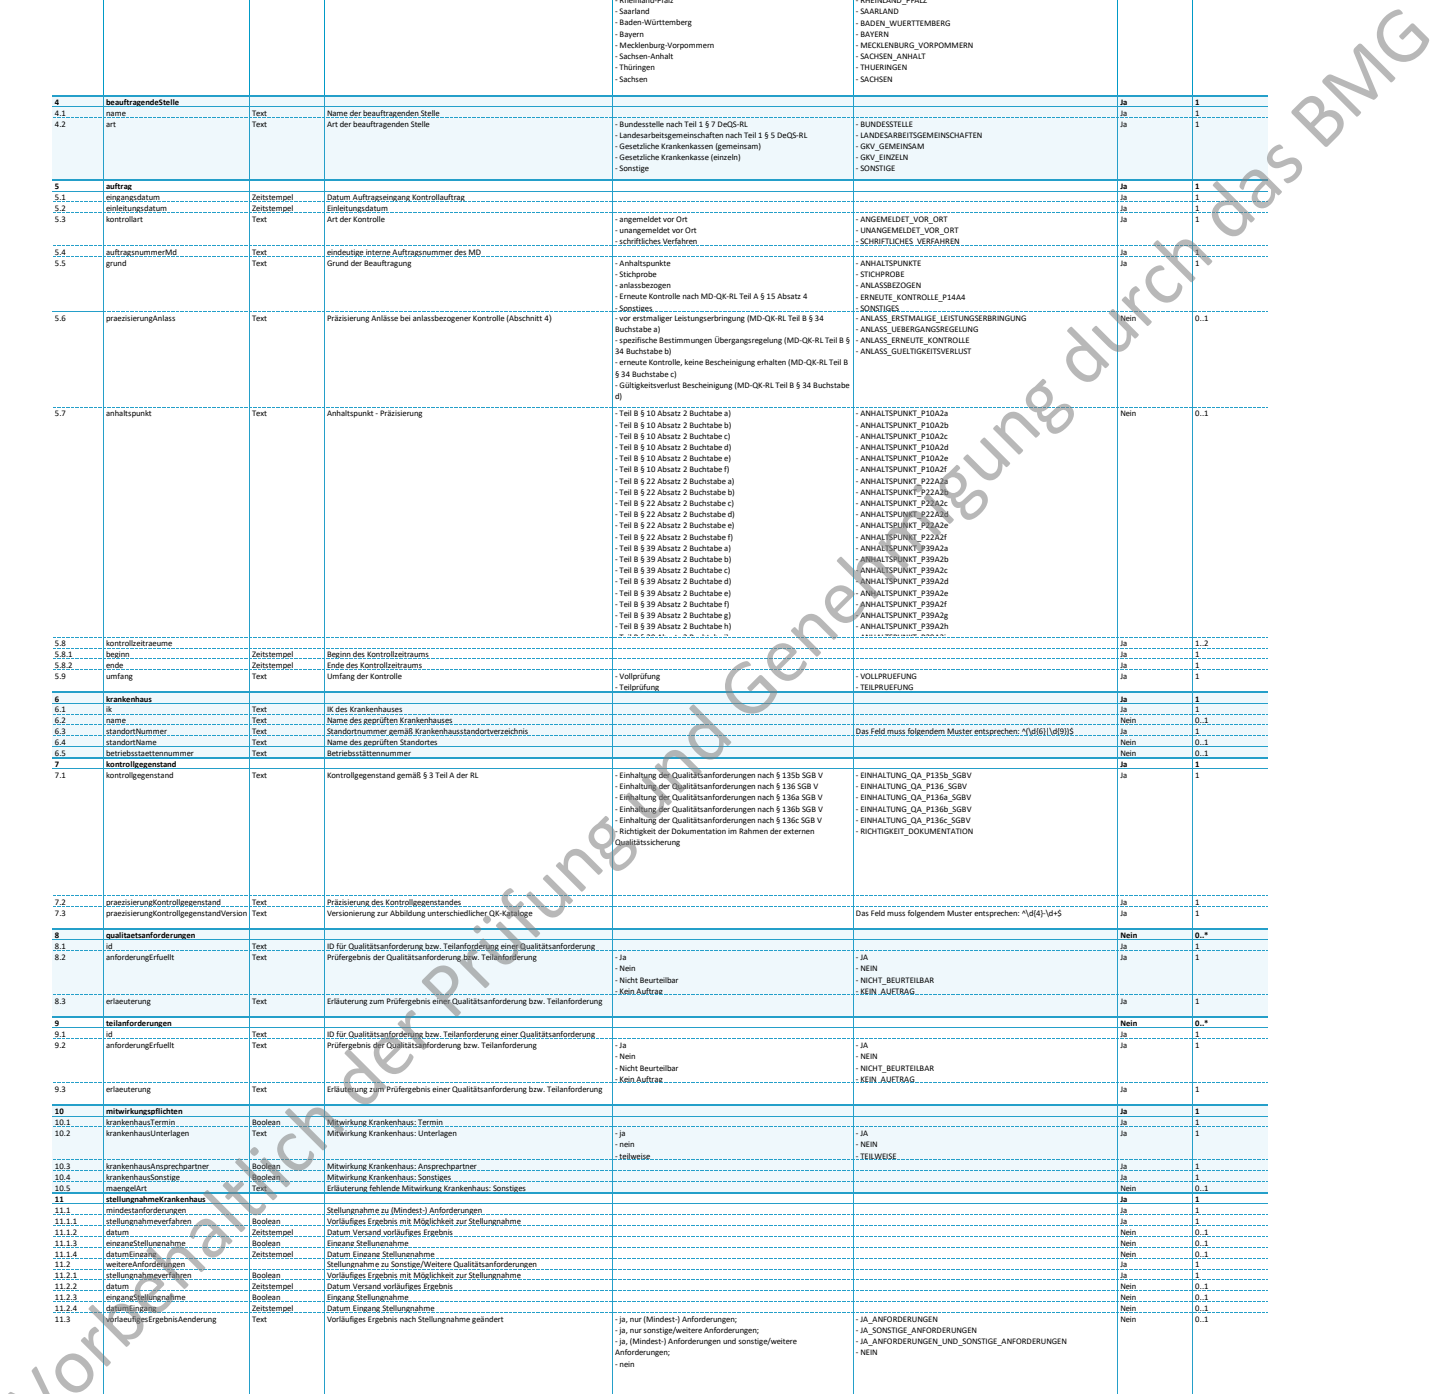 - Saarland - SAARLAND
- Baden-Württemberg - BADEN_WUERTTEMBERG
- Bayern - BAYERN
- Mecklenburg-Vorpommern - MECKLENBURG_VORPOMMERN
- Sachsen-Anhalt - SACHSEN_ANHALT
- Thüringen - THUERINGEN
- Sachsen - SACHSEN
4 beauftragendeStelle Ja 1
4.1 name Text Name der beauftragenden Stelle Ja 1
4.2 art Text Art der beauftragenden Stelle - Bundesstelle nach Teil 1 § 7 DeQS-RL - BUNDESSTELLE Ja 1
- Landesarbeitsgemeinschaften nach Teil 1 § 5 DeQS-RL - LANDESARBEITSGEMEINSCHAFTEN
- Gesetzliche Krankenkassen (gemeinsam) - GKV_GEMEINSAM
- Gesetzliche Krankenkasse (einzeln) - GKV_EINZELN
- Sonstige - SONSTIGE
5 auftrag Ja 1
5.1 eingangsdatum Zeitstempel Datum Auftragseingang Kontrollauftrag Ja 1
5.2 einleitungsdatum Zeitstempel Einleitungsdatum Ja 1
5.3 kontrollart Text Art der Kontrolle - angemeldet vor Ort - ANGEMELDET_VOR_ORT Ja 1
- unangemeldet vor Ort - UNANGEMELDET_VOR_ORT
- schriftliches Verfahren - SCHRIFTLICHES_VERFAHREN
5.4 auftragsnummerMd Text eindeutige interne Auftragsnummer des MD Ja 1
5.5 grund Text Grund der Beauftragung - Anhaltspunkte - ANHALTSPUNKTE Ja 1
- Stichprobe - STICHPROBE
- anlassbezogen - ANLASSBEZOGEN
- Erneute Kontrolle nach MD-QK-RL Teil A § 15 Absatz 4 - ERNEUTE_KONTROLLE_P14A4
- Sonstiges - SONSTIGES
5.6 praezisierungAnlass Text Präzisierung Anlässe bei anlassbezogener Kontrolle (Abschnitt 4) - vor erstmaliger Leistungserbringung (MD-QK-RL Teil B § 34 - ANLASS_ERSTMALIGE_LEISTUNGSERBRINGUNG Nein 0..1
Buchstabe a) - ANLASS_UEBERGANGSREGELUNG
- spezifische Bestimmungen Übergangsregelung (MD-QK-RL Teil B § - ANLASS_ERNEUTE_KONTROLLE
34 Buchstabe b) - ANLASS_GUELTIGKEITSVERLUST
- erneute Kontrolle, keine Bescheinigung erhalten (MD-QK-RL Teil B
§ 34 Buchstabe c)
- Gültigkeitsverlust Bescheinigung (MD-QK-RL Teil B § 34 Buchstabe
d)
5.7 anhaltspunkt Text Anhaltspunkt - Präzisierung - Teil B § 10 Absatz 2 Buchtabe a) - ANHALTSPUNKT_P10A2a Nein 0..1
- Teil B § 10 Absatz 2 Buchtabe b) - ANHALTSPUNKT_P10A2b
- Teil B § 10 Absatz 2 Buchtabe c) - ANHALTSPUNKT_P10A2c
- Teil B § 10 Absatz 2 Buchtabe d) - ANHALTSPUNKT_P10A2d
- Teil B § 10 Absatz 2 Buchtabe e) - ANHALTSPUNKT_P10A2e
- Teil B § 10 Absatz 2 Buchtabe f) - ANHALTSPUNKT_P10A2f
- Teil B § 22 Absatz 2 Buchstabe a) - ANHALTSPUNKT_P22A2a
- Teil B § 22 Absatz 2 Buchstabe b) - ANHALTSPUNKT_P22A2b
- Teil B § 22 Absatz 2 Buchstabe c) - ANHALTSPUNKT_P22A2c
- Teil B § 22 Absatz 2 Buchstabe d) - ANHALTSPUNKT_P22A2d
- Teil B § 22 Absatz 2 Buchstabe e) - ANHALTSPUNKT_P22A2e
- Teil B § 22 Absatz 2 Buchstabe f) - ANHALTSPUNKT_P22A2f
- Teil B § 39 Absatz 2 Buchtabe a) - ANHALTSPUNKT_P39A2a
- Teil B § 39 Absatz 2 Buchtabe b) - ANHALTSPUNKT_P39A2b
- Teil B § 39 Absatz 2 Buchtabe c) - ANHALTSPUNKT_P39A2c
- Teil B § 39 Absatz 2 Buchtabe d) - ANHALTSPUNKT_P39A2d
- Teil B § 39 Absatz 2 Buchtabe e) - ANHALTSPUNKT_P39A2e
- Teil B § 39 Absatz 2 Buchtabe f) - ANHALTSPUNKT_P39A2f
- Teil B § 39 Absatz 2 Buchtabe g) - ANHALTSPUNKT_P39A2g
- Teil B § 39 Absatz 2 Buchtabe h) - ANHALTSPUNKT_P39A2h
5.8 kontrollzeitraeume Ja 1..2
5.8.1 beginn Zeitstempel Beginn des Kontrollzeitraums Ja 1
5.8.2 ende Zeitstempel Ende des Kontrollzeitraums Ja 1
5.9 umfang Text Umfang der Kontrolle - Vollprüfung - VOLLPRUEFUNG Ja 1
- Teilprüfung - TEILPRUEFUNG
6 krankenhaus Ja 1
6.1 ik Text IK des Krankenhauses Ja 1
6.2 name Text Name des geprüften Krankenhauses Nein 0..1
6.3 standortNummer Text Standortnummer gemäß Krankenhausstandortverzeichnis Das Feld muss folgendem Muster entsprechen: ^(\d{6}|\d{9})$ Ja 1
6.4 standortName Text Name des geprüften Standortes Nein 0..1
6.5 betriebsstaettennummer Text Betriebsstättennummer Nein 0..1
7 kontrollgegenstand Ja 1
7.1 kontrollgegenstand Text Kontrollgegenstand gemäß § 3 Teil A der RL - Einhaltung der Qualitätsanforderungen nach § 135b SGB V - EINHALTUNG_QA_P135b_SGBV Ja 1
- Einhaltung der Qualitätsanforderungen nach § 136 SGB V - EINHALTUNG_QA_P136_SGBV
- Einhaltung der Qualitätsanforderungen nach § 136a SGB V - EINHALTUNG_QA_P136a_SGBV
- Einhaltung der Qualitätsanforderungen nach § 136b SGB V - EINHALTUNG_QA_P136b_SGBV
- Einhaltung der Qualitätsanforderungen nach § 136c SGB V - EINHALTUNG_QA_P136c_SGBV
- Richtigkeit der Dokumentation im Rahmen der externen - RICHTIGKEIT_DOKUMENTATION
Qualitätssicherung
7.2 praezisierungKontrollgegenstand Text Präzisierung des Kontrollgegenstandes Ja 1
7.3 praezisierungKontrollgegenstandVersion Text Versionierung zur Abbildung unterschiedlicher QK-Kataloge Das Feld muss folgendem Muster entsprechen: ^\d{4}-\d+$ Ja 1
8 qualitaetsanforderungen Nein 0..*
8.1 id Text ID für Qualitätsanforderung bzw. Teilanforderung einer Qualitätsanforderung Ja 1
8.2 anforderungErfuellt Text Prüfergebnis der Qualitätsanforderung bzw. Teilanforderung - Ja - JA Ja 1
- Nein - NEIN
- Nicht Beurteilbar - NICHT_BEURTEILBAR
- Kein Auftrag - KEIN_AUFTRAG
8.3 erlaeuterung Text Erläuterung zum Prüfergebnis einer Qualitätsanforderung bzw. Teilanforderung Ja 1
9 teilanforderungen Nein 0..*
9.1 id Text ID für Qualitätsanforderung bzw. Teilanforderung einer Qualitätsanforderung Ja 1
9.2 anforderungErfuellt Text Prüfergebnis der Qualitätsanforderung bzw. Teilanforderung - Ja - JA Ja 1
- Nein - NEIN
- Nicht Beurteilbar - NICHT_BEURTEILBAR
- Kein Auftrag - KEIN_AUFTRAG
9.3 erlaeuterung Text Erläuterung zum Prüfergebnis einer Qualitätsanforderung bzw. Teilanforderung Ja 1
10 mitwirkungspflichten Ja 1
10.1 krankenhausTermin Boolean Mitwirkung Krankenhaus: Termin Ja 1
10.2 krankenhausUnterlagen Text Mitwirkung Krankenhaus: Unterlagen - ja - JA Ja 1
- nein - NEIN
- teilweise - TEILWEISE
10.3 krankenhausAnsprechpartner Boolean Mitwirkung Krankenhaus: Ansprechpartner Ja 1
10.4 krankenhausSonstige Boolean Mitwirkung Krankenhaus: Sonstiges Ja 1
10.5 maengelArt Text Erläuterung fehlende Mitwirkung Krankenhaus: Sonstiges Nein 0..1
11 stellungnahmeKrankenhaus Ja 1
11.1 mindestanforderungen Stellungnahme zu (Mindest-) Anforderungen Ja 1
11.1.1 stellungnahmeverfahren Boolean Vorläufiges Ergebnis mit Möglichkeit zur Stellungnahme Ja 1
11.1.2 datum Zeitstempel Datum Versand vorläufiges Ergebnis Nein 0..1
11.1.3 eingangStellungnahme Boolean Eingang Stellungnahme Nein 0..1
11.1.4 datumEingang Zeitstempel Datum Eingang Stellungnahme Nein 0..1
11.2 weitereAnforderungen Stellungnahme zu Sonstige/Weitere Qualitätsanforderungen Ja 1
11.2.1 stellungnahmeverfahren Boolean Vorläufiges Ergebnis mit Möglichkeit zur Stellungnahme Ja 1
11.2.2 datum Zeitstempel Datum Versand vorläufiges Ergebnis Nein 0..1
11.2.3 eingangStellungnahme Boolean Eingang Stellungnahme Nein 0..1
11.2.4 datumEingang Zeitstempel Datum Eingang Stellungnahme Nein 0..1
11.3 vorlaeufigesErgebnisAenderung Text Vorläufiges Ergebnis nach Stellungnahme geändert - ja, nur (Mindest-) Anforderungen; - JA_ANFORDERUNGEN Nein 0..1
- ja, nur sonstige/weitere Anforderungen; - JA_SONSTIGE_ANFORDERUNGEN
- ja, (Mindest-) Anforderungen und sonstige/weitere - JA_ANFORDERUNGEN_UND_SONSTIGE_ANFORDERUNGEN
Anforderungen; - NEIN
- nein
Vorbehaltlich der Prüfung und Genehmigung durch das BMG